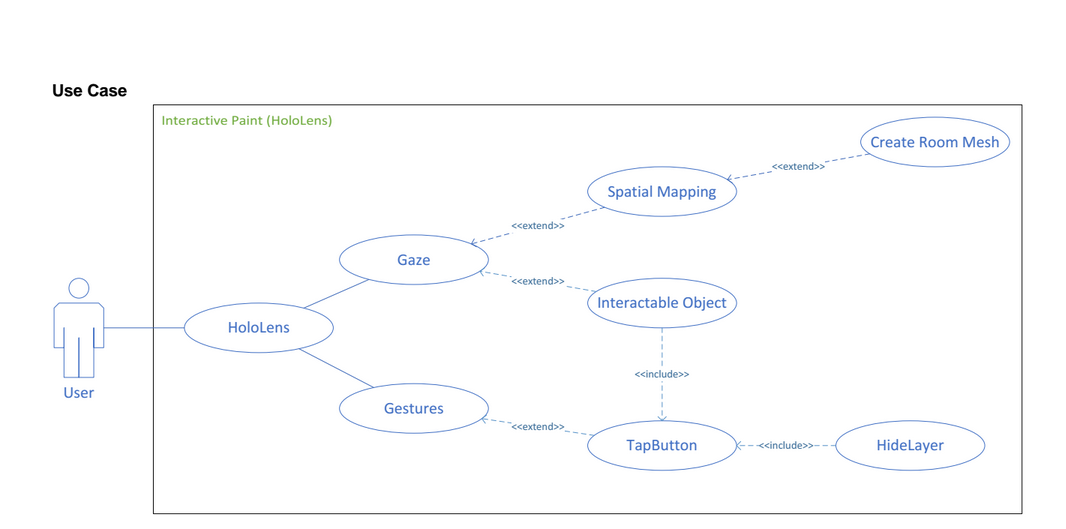 Use Case
Interactive Paint (HoloLens)
Create Room Mesh
<<extend>>
Spatial Mapping
<<extend>>
Gaze
<<extend>>
Interactable Object
HoloLens
User
<<include>>
Gestures
<<extend>>
TapButton
<<include>>
HideLayer